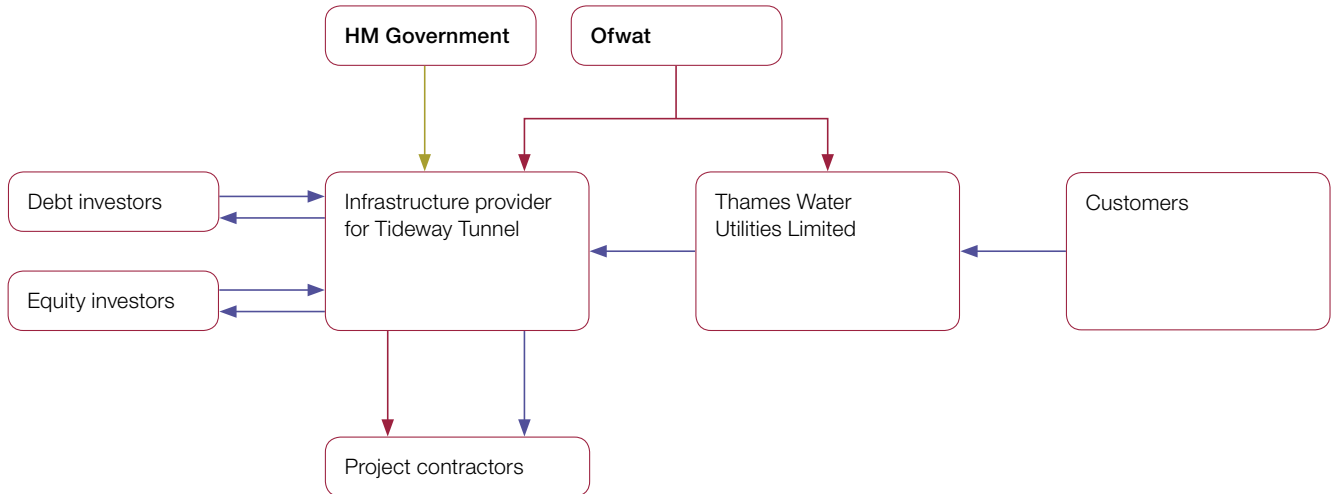 HM Government
Ofwat
Debt investors
Infrastructure provider
for Tideway Tunnel
Thames Water
Utilities Limited
Customers
Equity investors
Project contractors